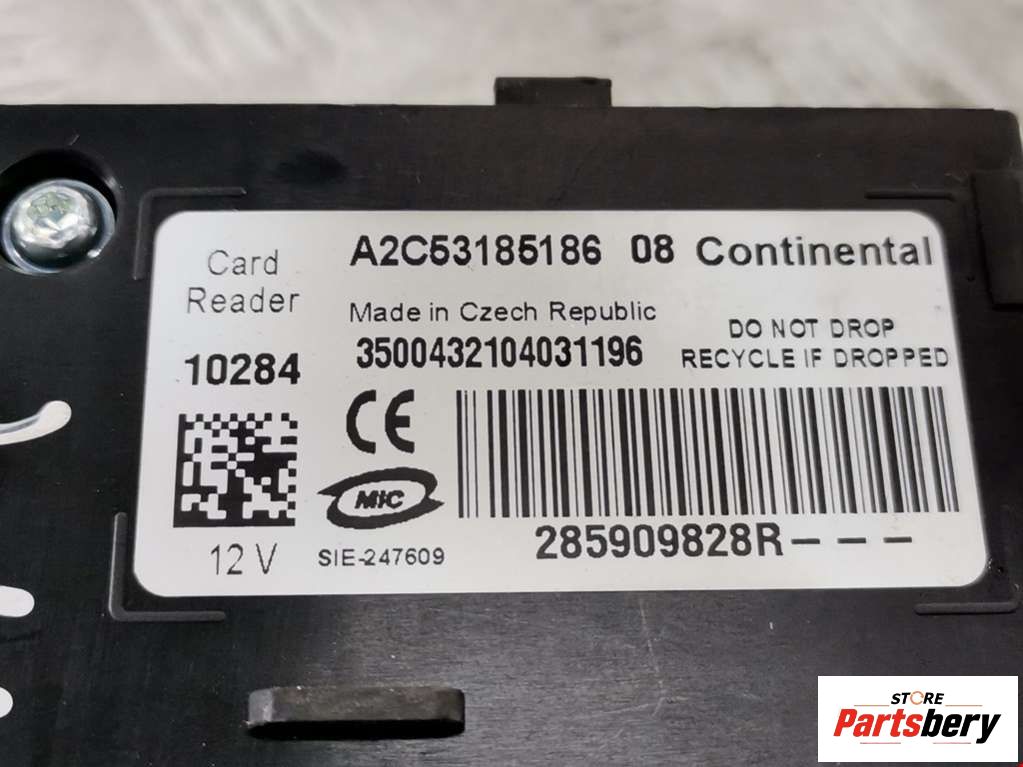 Card
Reader
A2C53185186 08 Continental
Made in Czech Republic
10284
3500432104031196
DO NOT DROP
RECYCLE IF DROPPED
CE
MIC
12 V
SIE-247609
285909828R---
STORE
Partsbery